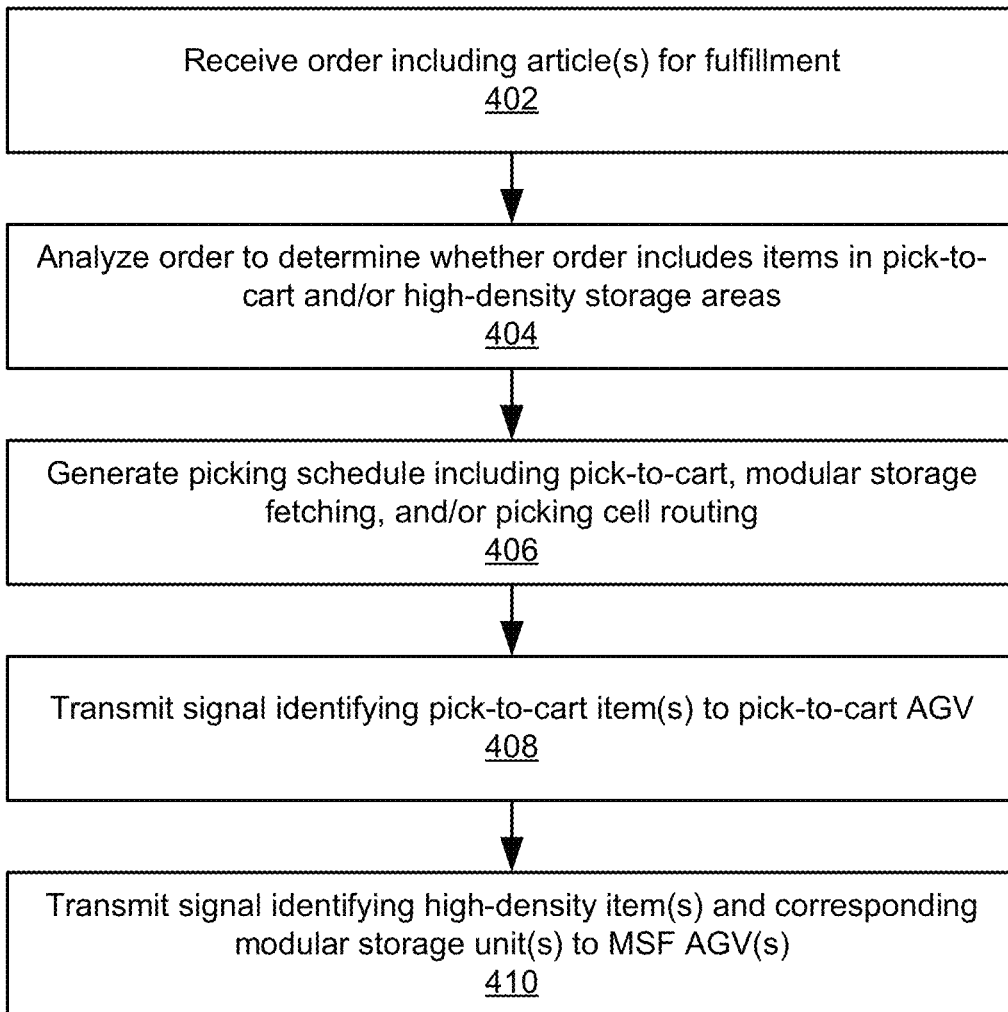 Receive order including article(s) for fulfillment
402
Analyze order to determine whether order includes items in pick-to-
cart and/or high-density storage areas
404
Generate picking schedule including pick-to-cart, modular storage
fetching, and/or picking cell routing
406
Transmit signal identifying pick-to-cart item(s) to pick-to-cart AGV
408
Transmit signal identifying high-density item(s) and corresponding
modular storage unit(s) to MSF AGV(s)
410